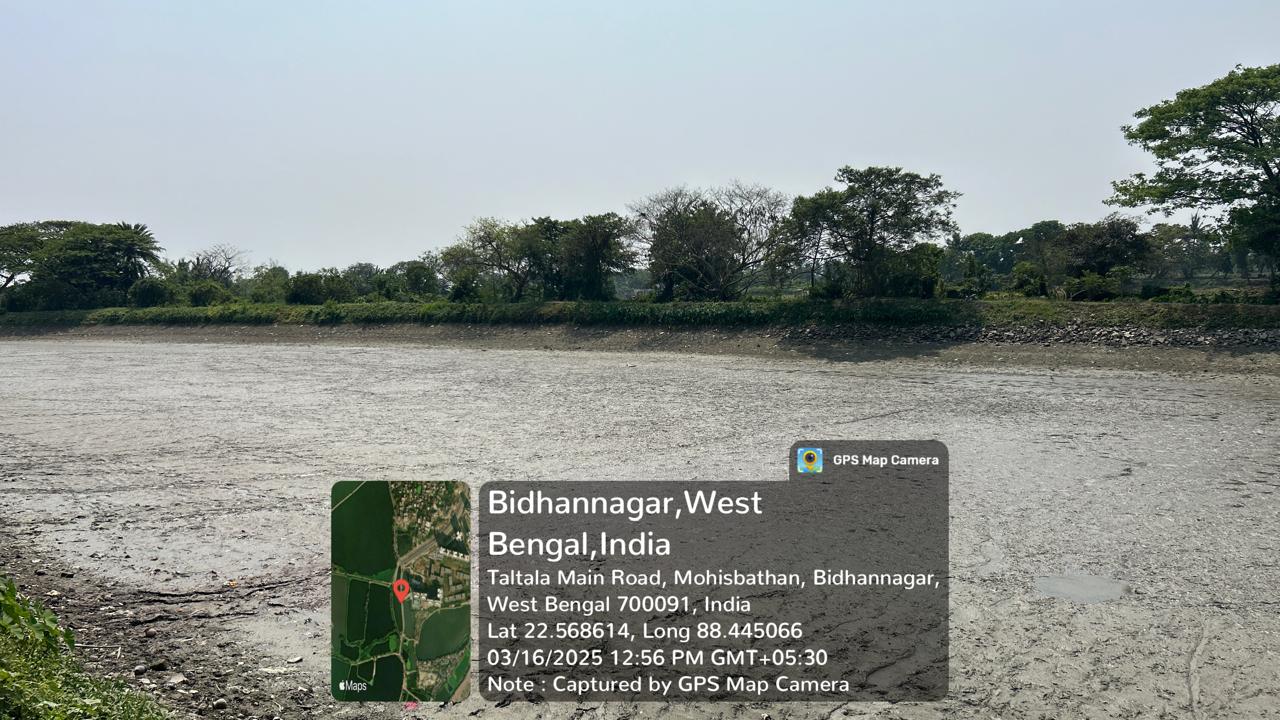 GPS Map Camera
Bidhannagar,West
Bengal,India
Taltala Main Road, Mohisbathan, Bidhannagar,
West Bengal 700091, India
Lat 22.568614, Long 88.445066
03/16/2025 12:56 PM GMT+05:30
Note : Captured by GPS Map Camera
Maps